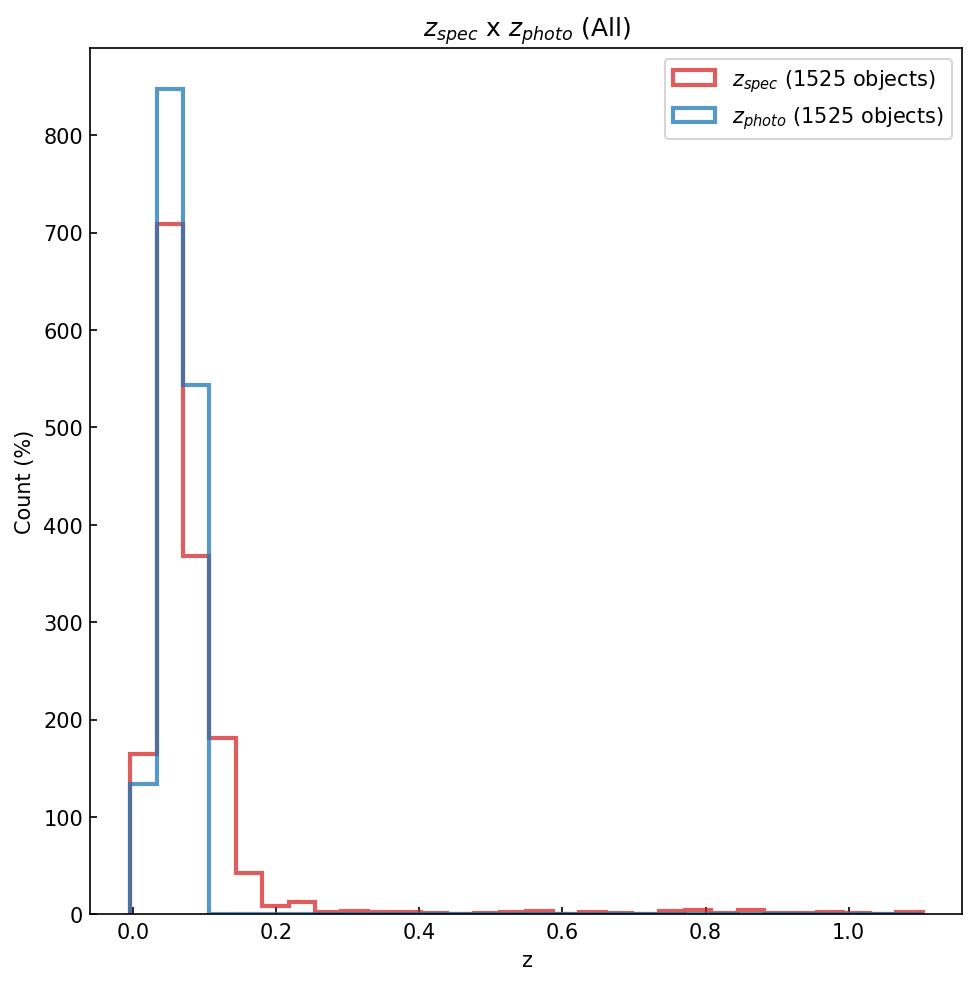 z_spec x z_photo (All)
z_spec (1525 objects)
z_photo (1525 objects)
Count (%)
800
700
600
500
400
300
200
100
0
0.0 0.2 0.4 0.6 0.8 1.0
z